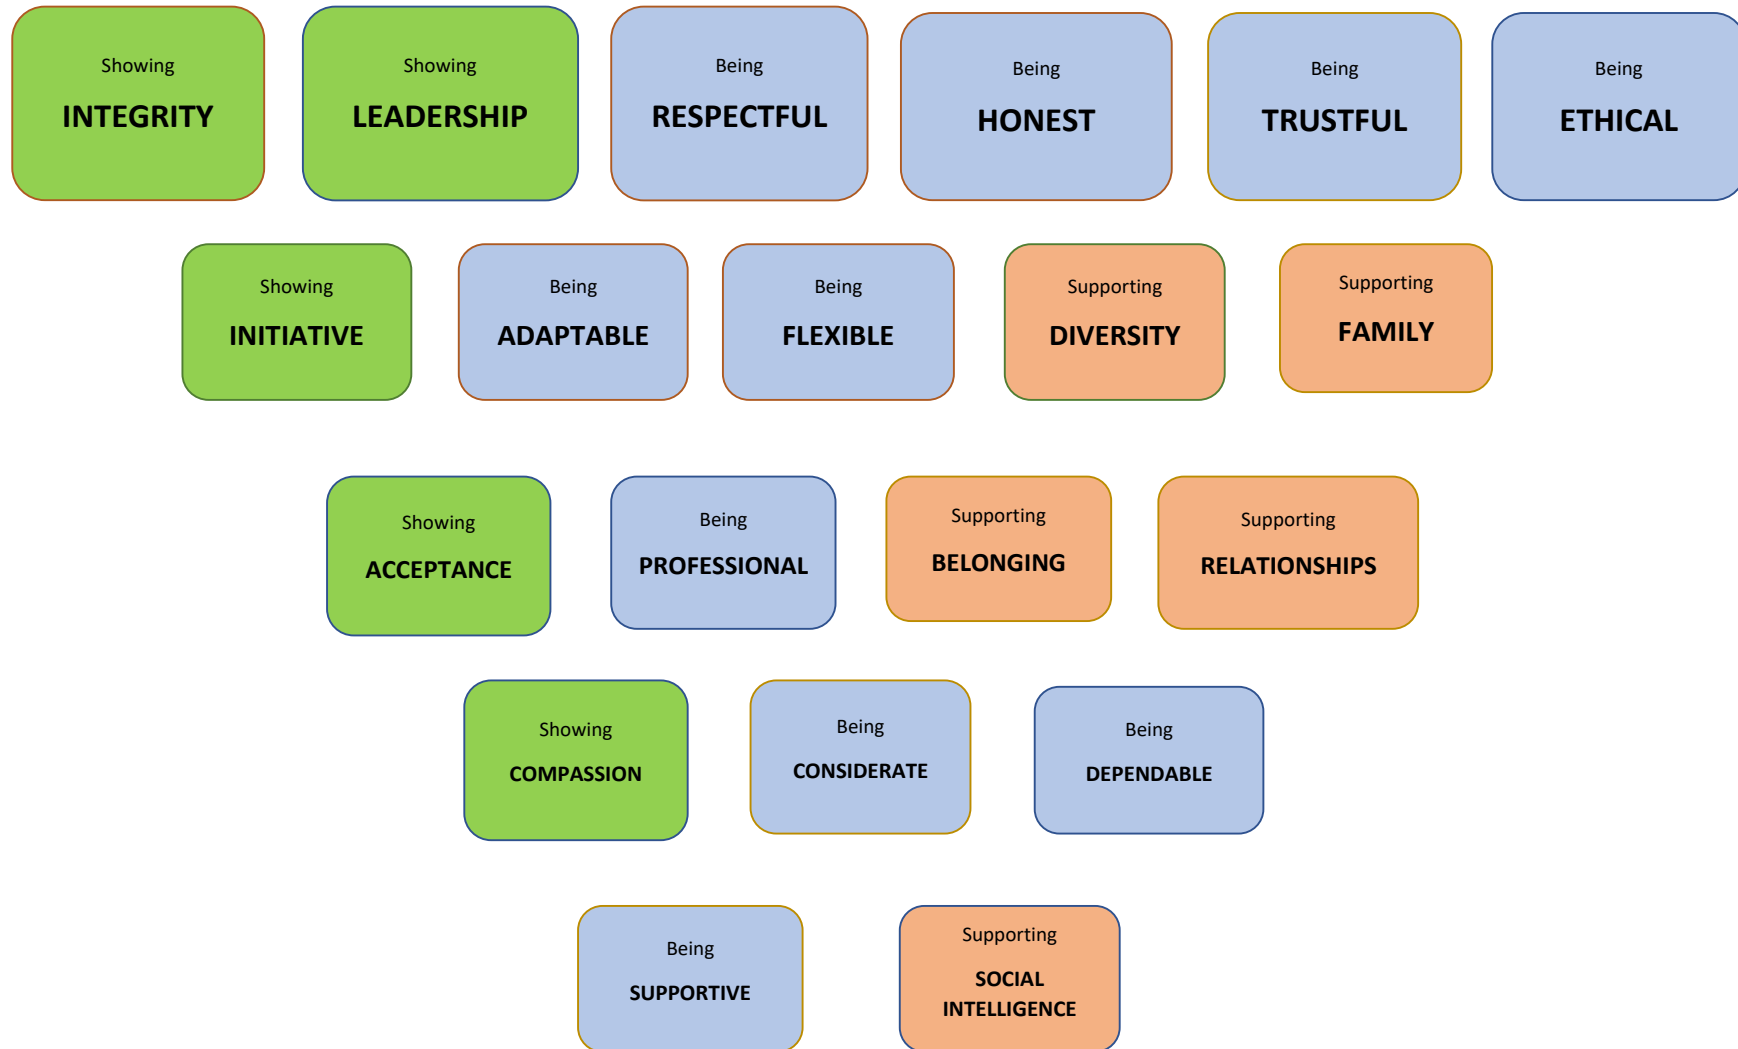 Showing
INTEGRITY
Showing
LEADERSHIP
Being
RESPECTFUL
Being
HONEST
Being
TRUSTFUL
Being
ETHICAL
Showing
INITIATIVE
Being
ADAPTABLE
Being
FLEXIBLE
Supporting
DIVERSITY
Supporting
FAMILY
Showing
ACCEPTANCE
Being
PROFESSIONAL
Supporting
BELONGING
Supporting
RELATIONSHIPS
Showing
COMPASSION
Being
CONSIDERATE
Being
DEPENDABLE
Being
SUPPORTIVE
Supporting
SOCIAL
INTELLIGENCE